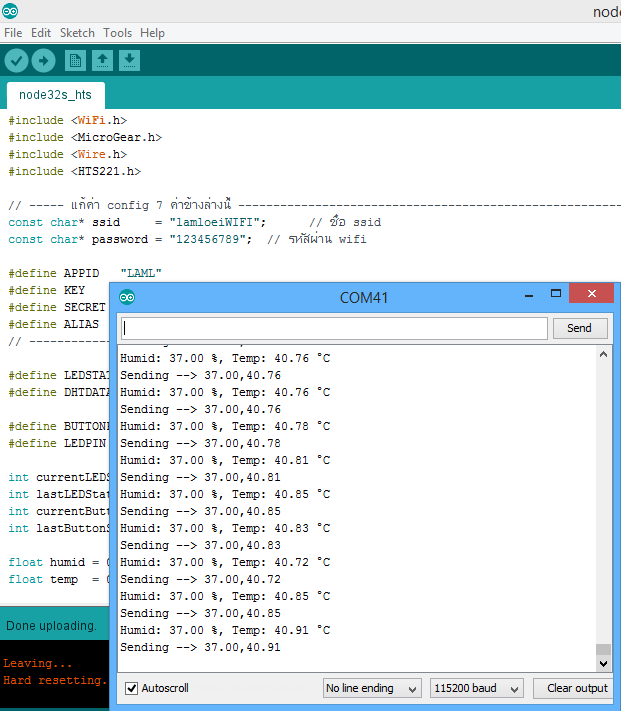 node
File Edit Sketch Tools Help
node32s_hts
#include <WiFi.h>
#include <MicroGear.h>
#include <Wire.h>
#include <HTS221.h>
// ----- แก้ค่า config 7 ค่าข้างล่างนี้ ------------------------------------------------------
const char* ssid     = "lamloeiWIFI";      // ชื่อ ssid
const char* password = "123456789";  // รหัสผ่าน wifi
#define APPID   "LAML"
#define KEY
#define SECRET
#define ALIAS
// ------------
#define LEDSTAT
#define DHTDATA
#define BUTTON
#define LEDPIN
int currentLEDS
int lastLEDStat
int currentButt
int lastButtonS
float humid = 0
float temp  = 0
Done uploading.
Leaving...
Hard resetting.
COM41
Send
Humid: 37.00 %, Temp: 40.76 °C
Sending --> 37.00,40.76
Humid: 37.00 %, Temp: 40.76 °C
Sending --> 37.00,40.76
Humid: 37.00 %, Temp: 40.78 °C
Sending --> 37.00,40.78
Humid: 37.00 %, Temp: 40.81 °C
Sending --> 37.00,40.81
Humid: 37.00 %, Temp: 40.85 °C
Sending --> 37.00,40.85
Humid: 37.00 %, Temp: 40.83 °C
Sending --> 37.00,40.83
Humid: 37.00 %, Temp: 40.72 °C
Sending --> 37.00,40.72
Humid: 37.00 %, Temp: 40.85 °C
Sending --> 37.00,40.85
Humid: 37.00 %, Temp: 40.91 °C
Sending --> 37.00,40.91
Autoscroll
No line ending
115200 baud
Clear output